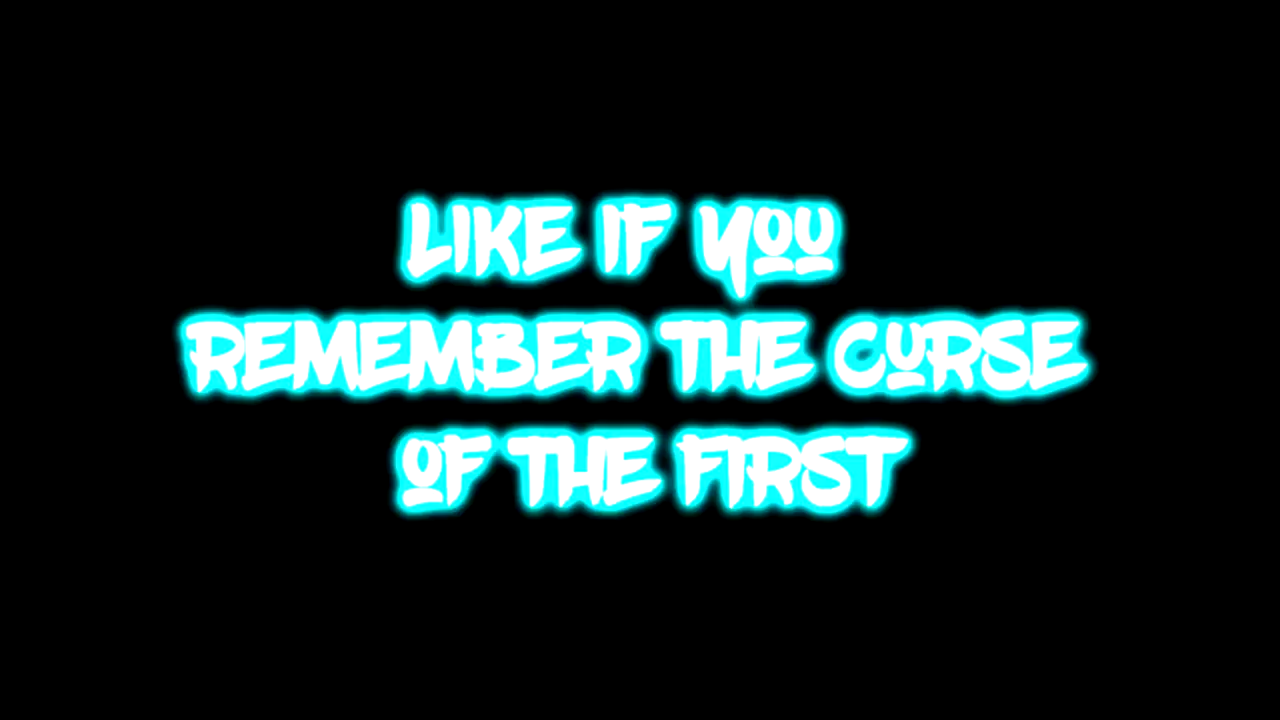 LIKE IF YOU
REMEMBER THE CURSE
OF THE FIRST